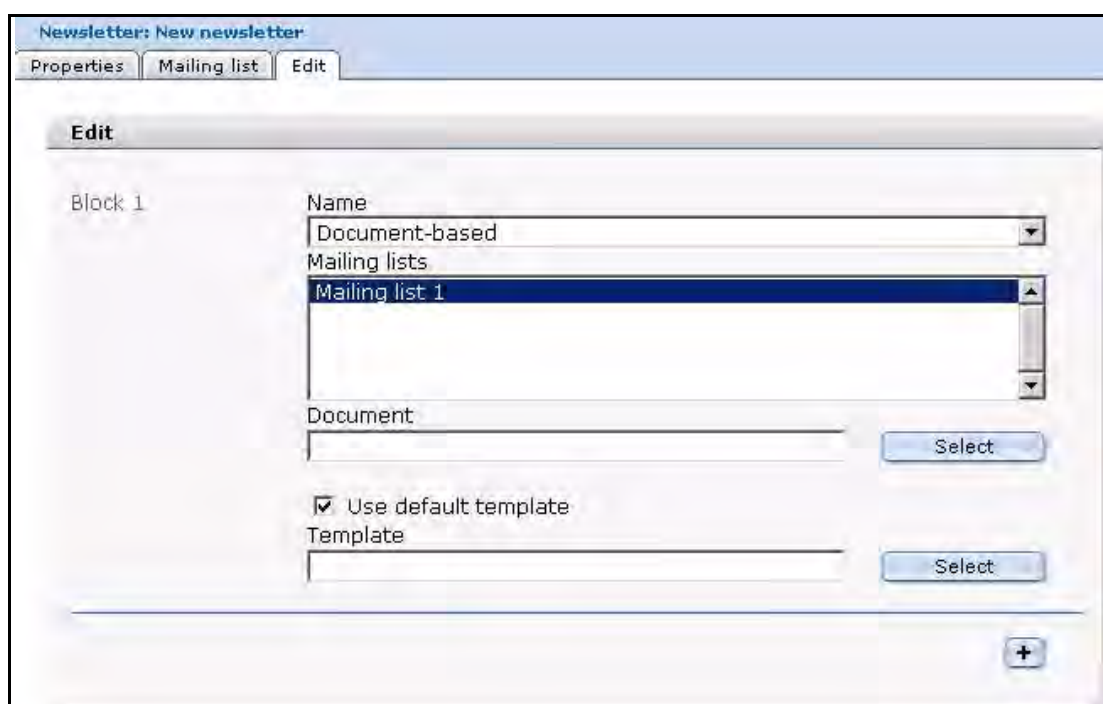 Newsletter: New newsletter
Properties Mailing list Edit
Edit
Block 1
Name
Document-based
Mailing lists
Mailing list 1
Document
Select
Use default template
Template
Select
+